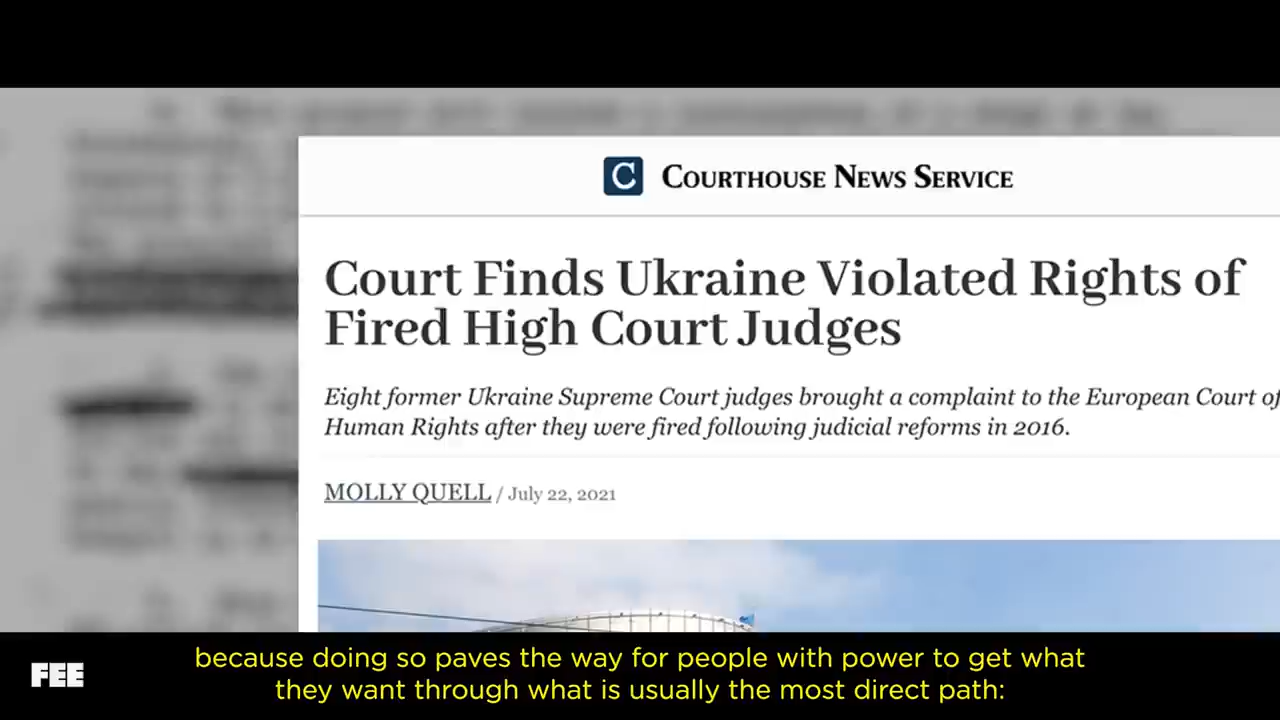 C COURTHOUSE NEWS SERVICE
Court Finds Ukraine Violated Rights of
Fired High Court Judges
Eight former Ukraine Supreme Court judges brought a complaint to the European Court of
Human Rights after they were fired following judicial reforms in 2016.
MOLLY QUELL / July 22, 2021
because doing so paves the way for people with power to get what
they want through what is usually the most direct path:
FEE